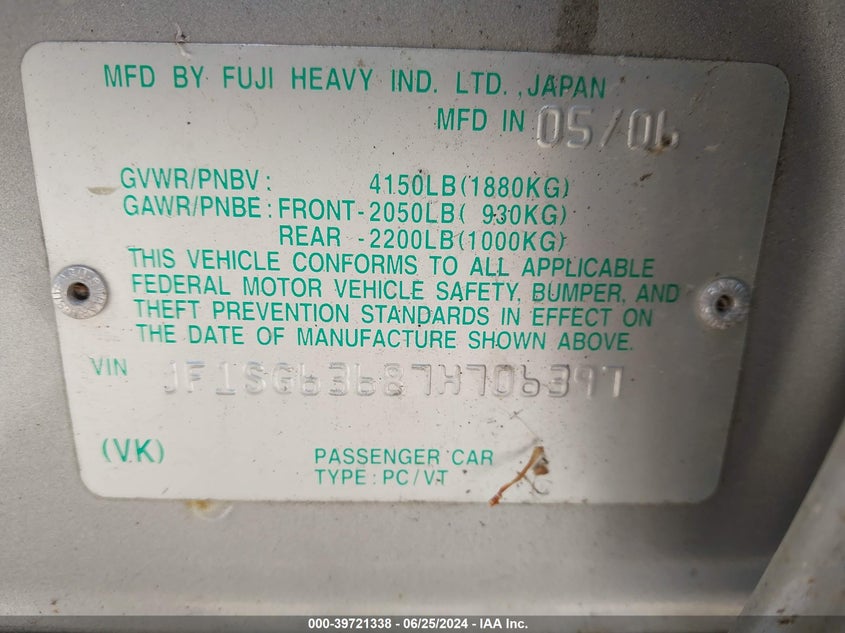 MFD BY FUJI HEAVY IND. LTD., JAPAN
MFD IN 05/06
GVWR/PNBV: 4150LB(1880KG)
GAWR/PNBE: FRONT-2050LB( 930KG)
REAR -2200LB(1000KG)
THIS VEHICLE CONFORMS TO ALL APPLICABLE
FEDERAL MOTOR VEHICLE SAFETY, BUMPER, AND
THEFT PREVENTION STANDARDS IN EFFECT ON
THE DATE OF MANUFACTURE SHOWN ABOVE.
VIN JF1SG63687H706397
(VK) PASSENGER CAR
TYPE: PC/VT
000-39721338 - 06/25/2024 - IAA Inc.